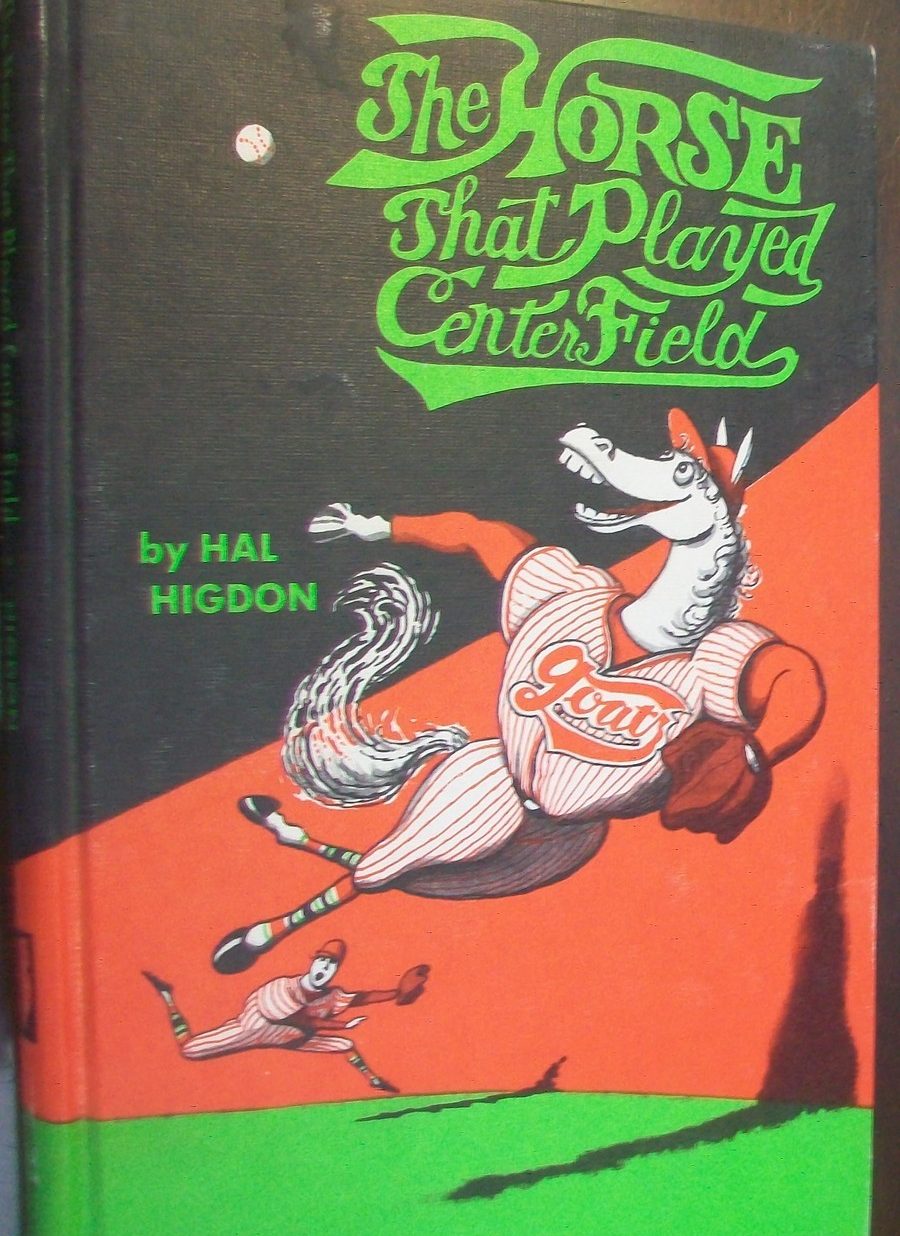 The HORSE
That Played
Center Field
by HAL
HIGDON
goats